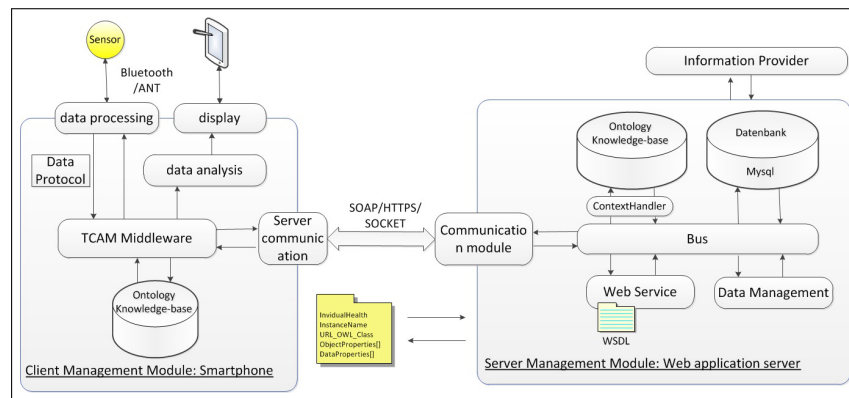 Sensor
Bluetooth
/ANT
data processing
display
Data
Protocol
data analysis
TCAM Middleware
Server
communic
ation
Ontology
Knowledge-base
Client Management Module: Smartphone
SOAP/HTTPS/
SOCKET
InvidualHealth
InstanceName
URL_OWL_Class
ObjectProperties[]
DataProperties[]
Information Provider
Ontology
Knowledge-base
Datenbank
Mysql
ContextHandler
Communicatio
n module
Bus
Web Service
Data Management
WSDL
Server Management Module: Web application server